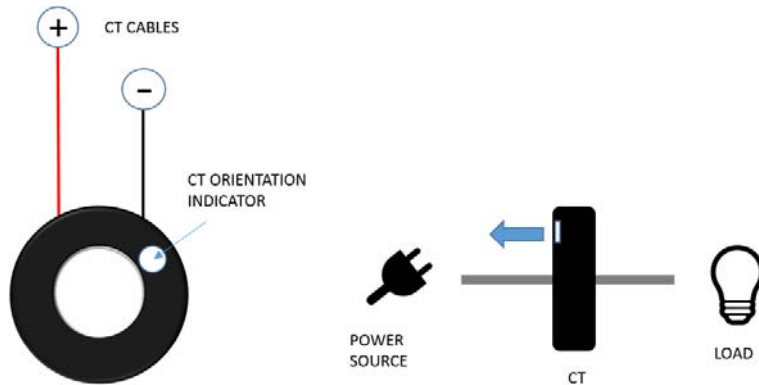 +
CT CABLES
-
CT ORIENTATION
INDICATOR
POWER
SOURCE
CT
LOAD